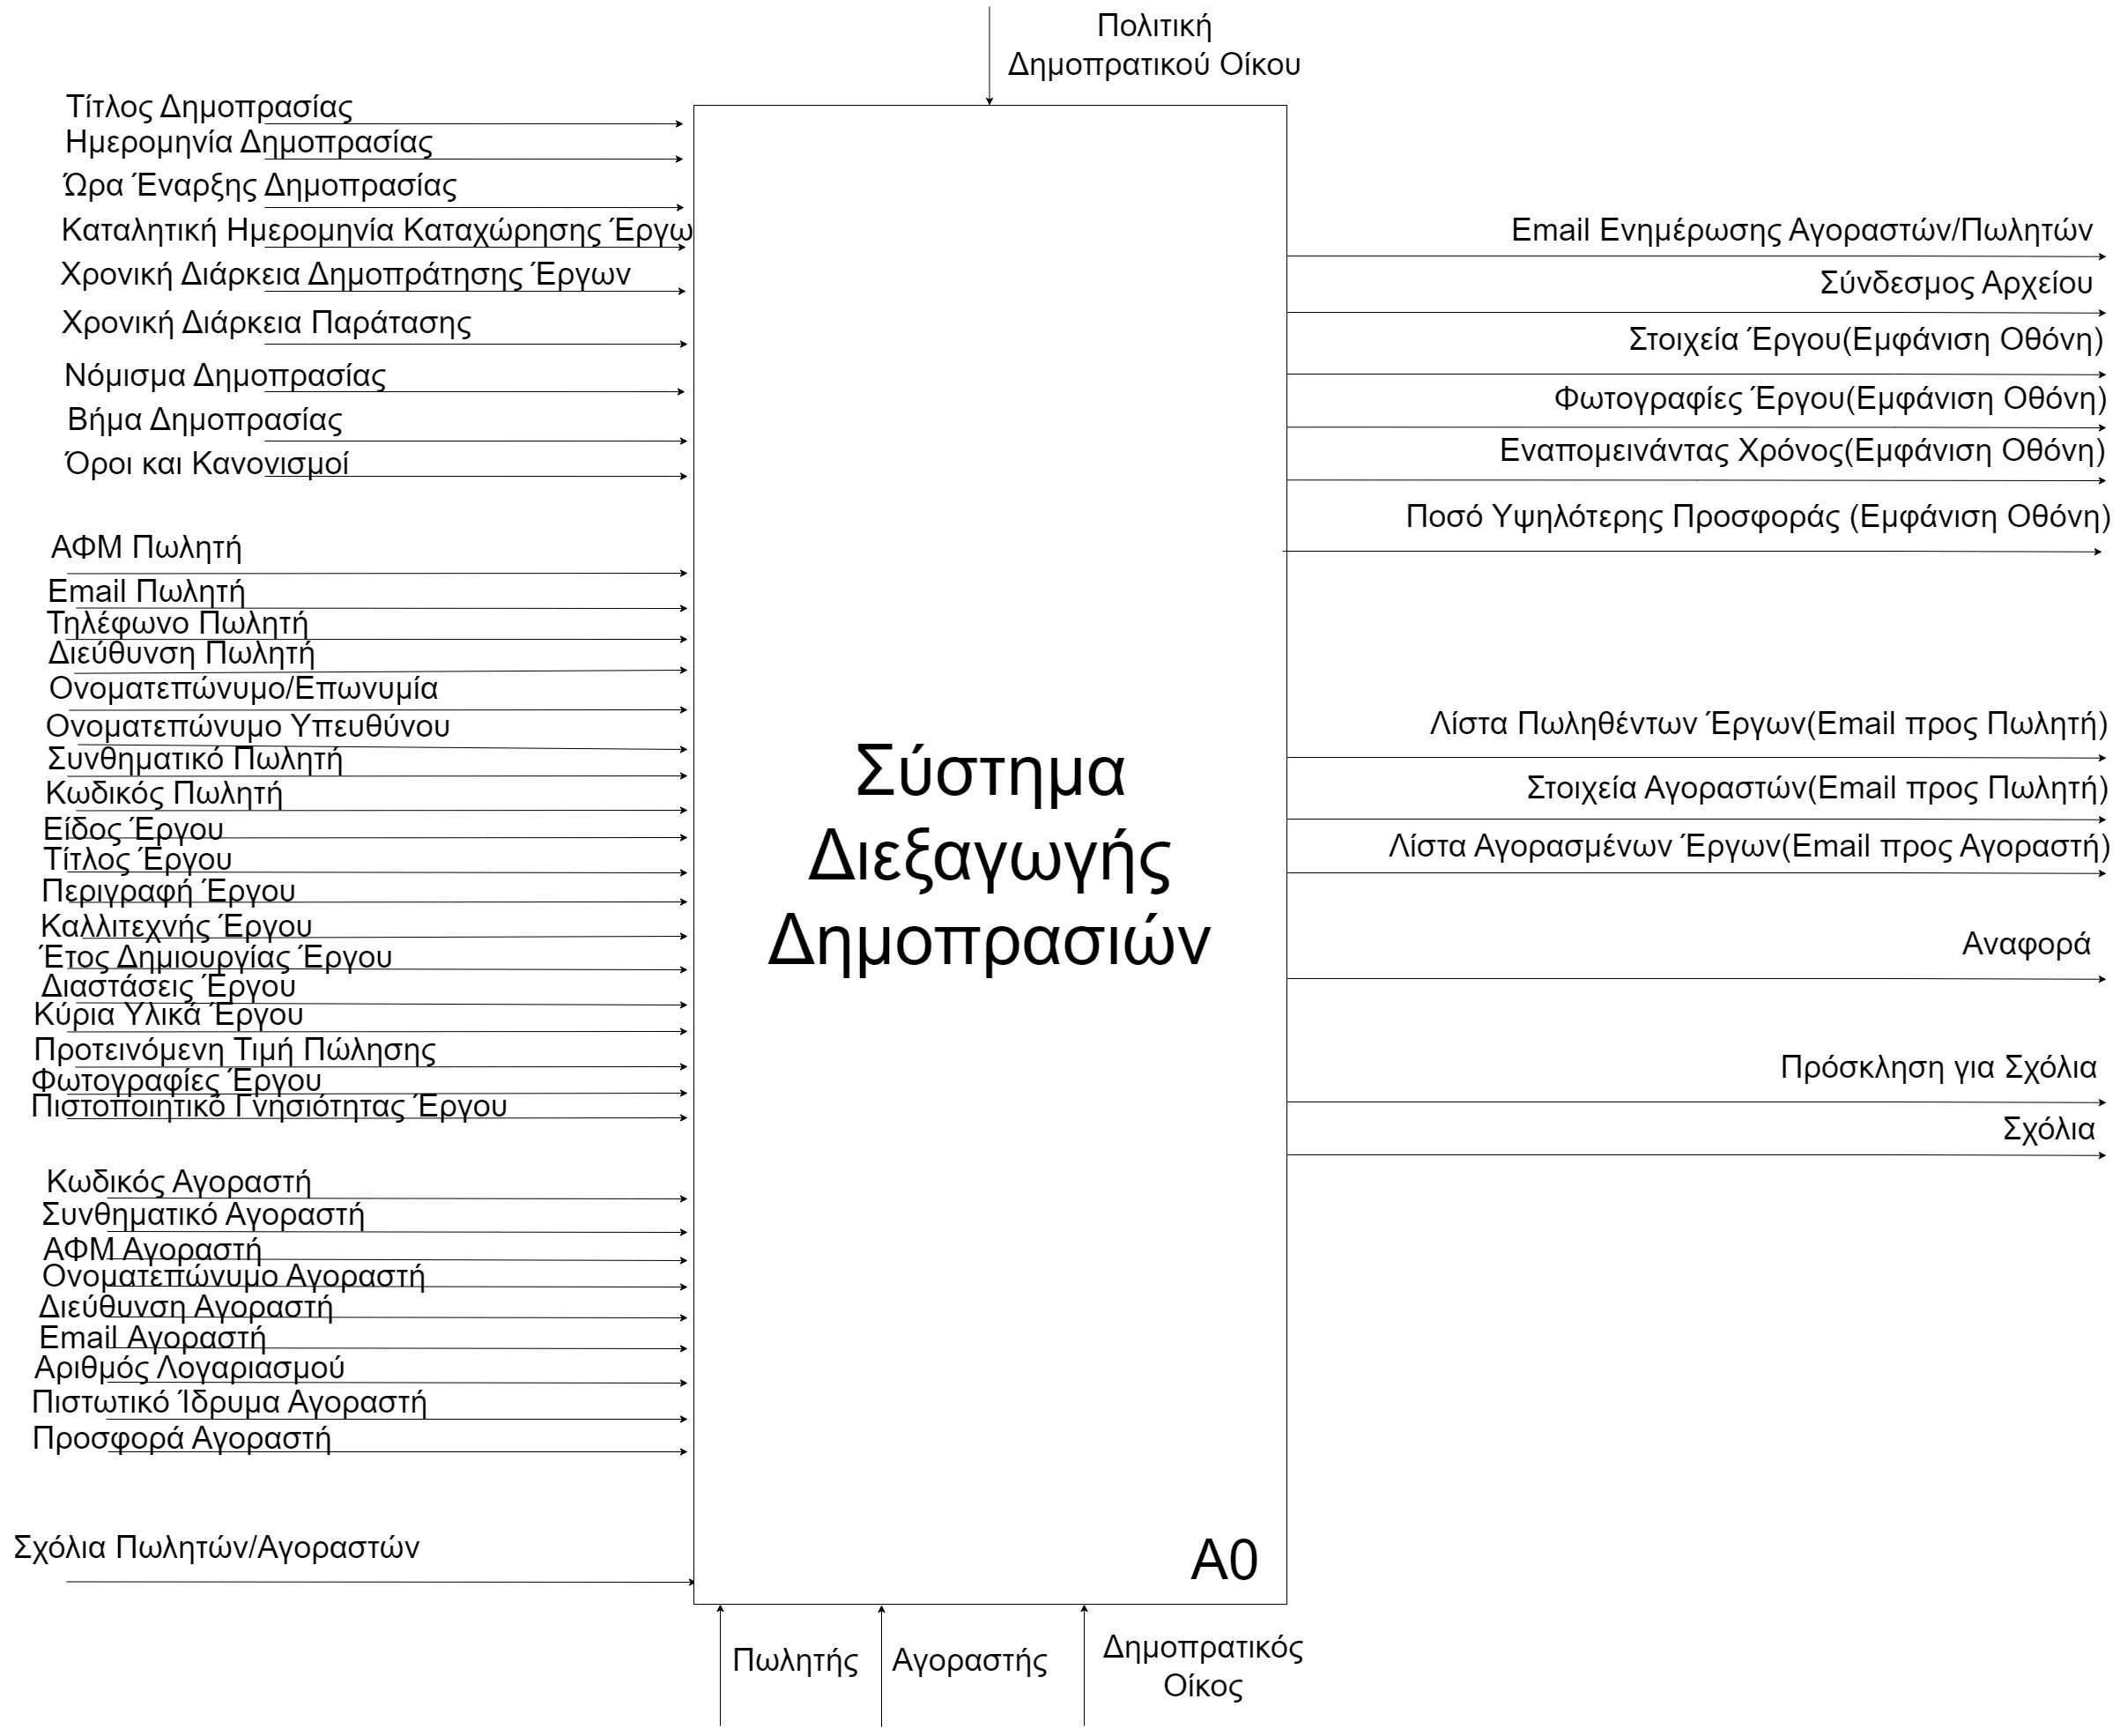 Πολιτική
Δημοπρατικού Οίκου
Τίτλος Δημοπρασίας
Ημερομηνία Δημοπρασίας
Ώρα Έναρξης Δημοπρασίας
Καταλητική Ημερομηνία Καταχώρησης Έργω
Χρονική Διάρκεια Δημοπράτησης Έργων
Χρονική Διάρκεια Παράτασης
Νόμισμα Δημοπρασίας
Βήμα Δημοπρασίας
Όροι και Κανονισμοί
ΑΦΜ Πωλητή
Email Πωλητή
Τηλέφωνο Πωλητή
Διεύθυνση Πωλητή
Ονοματεπώνυμο/Επωνυμία
Ονοματεπώνυμο Υπευθύνου
Συνθηματικό Πωλητή
Κωδικός Πωλητή
Είδος Έργου
Τίτλος Έργου
Περιγραφή Έργου
Καλλιτεχνής Έργου
Έτος Δημιουργίας Έργου
Διαστάσεις Έργου
Κύρια Υλικά Έργου
Προτεινόμενη Τιμή Πώλησης
Φωτογραφίες Έργου
Πιστοποιητικό Γνησιότητας Έργου
Κωδικός Αγοραστή
Συνθηματικό Αγοραστή
ΑΦΜ Αγοραστή
Ονοματεπώνυμο Αγοραστή
Διεύθυνση Αγοραστή
Email Αγοραστή
Αριθμός Λογαριασμού
Πιστωτικό Ίδρυμα Αγοραστή
Προσφορά Αγοραστή
Σχόλια Πωλητών/Αγοραστών
Σύστημα
Διεξαγωγής
Δημοπρασιών
A0
Email Ενημέρωσης Αγοραστών/Πωλητών
Σύνδεσμος Αρχείου
Στοιχεία Έργου(Εμφάνιση Οθόνη)
Φωτογραφίες Έργου(Εμφάνιση Οθόνη)
Εναπομεινάντας Χρόνος(Εμφάνιση Οθόνη)
Ποσό Υψηλότερης Προσφοράς (Εμφάνιση Οθόνη)
Λίστα Πωληθέντων Έργων(Email προς Πωλητή)
Στοιχεία Αγοραστών(Email προς Πωλητή)
Λίστα Αγορασμένων Έργων(Email προς Αγοραστή)
Αναφορά
Πρόσκληση για Σχόλια
Σχόλια
Πωλητής
Αγοραστής
Δημοπρατικός
Οίκος